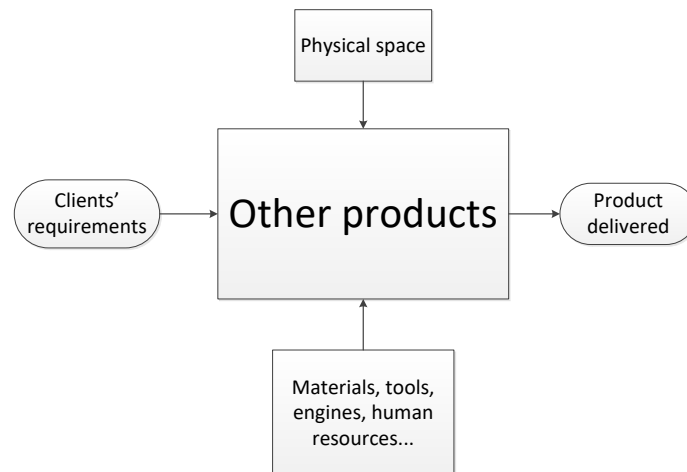 Physical space
Clients’
requirements
Other products
Product
delivered
Materials, tools,
engines, human
resources...